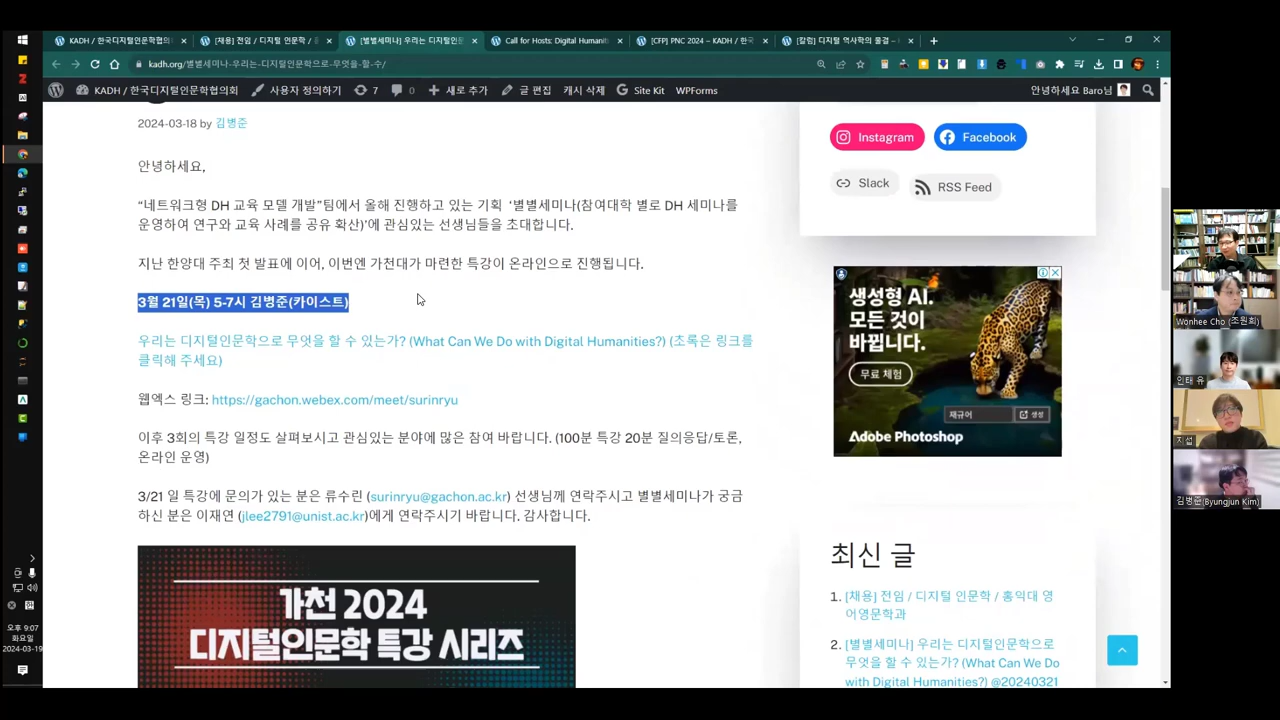 KADH / 한국디지털인문학협의
[채용] 전임 / 디지털 인문학 /
[별별세미나] 우리는 디지털인문
Call for Hosts: Digital Humanit
[CFP] PNC 2024 – KADH / 한국
[칼럼] 디지털 역사학의 물결 –
kadh.org/별별세미나-우리는-디지털인문학으로-무엇을-할-수/
KADH / 한국디지털인문학협의회
사용자 정의하기
7
0
새로 추가
글 편집
캐시 삭제
Site Kit
WPForms
안녕하세요 Baro님
2024-03-18 by 김병준
안녕하세요,
“네트워크형 DH 교육 모델 개발”팀에서 올해 진행하고 있는 기획 ‘별별세미나(참여대학 별로 DH 세미나를
운영하여 연구와 교육 사례를 공유 확산)’에 관심있는 선생님들을 초대합니다.
지난 한양대 주최 첫 발표에 이어, 이번엔 가천대가 마련한 특강이 온라인으로 진행됩니다.
3월 21일(목) 5-7시 김병준(카이스트)
우리는 디지털인문학으로 무엇을 할 수 있는가? (What Can We Do with Digital Humanities?) (초록은 링크를
클릭해 주세요)
웹엑스 링크: https://gachon.webex.com/meet/surinryu
이후 3회의 특강 일정도 살펴보시고 관심있는 분야에 많은 참여 바랍니다. (100분 특강 20분 질의응답/토론,
온라인 운영)
3/21 일 특강에 문의가 있는 분은 류수린 (surinryu@gachon.ac.kr) 선생님께 연락주시고 별별세미나가 궁금
하신 분은 이재연 (jlee2791@unist.ac.kr)에게 연락주시기 바랍니다. 감사합니다.
가천 2024
디지털인문학 특강 시리즈
Instagram
Facebook
Slack
RSS Feed
생성형 AI.
모든 것이
바뀝니다.
무료 체험
재규어
생성
Adobe Photoshop
최신 글
1. [채용] 전임 / 디지털 인문학 / 홍익대 영
어영문학과
2. [별별세미나] 우리는 디지털인문학으로
무엇을 할 수 있는가? (What Can We Do
with Digital Humanities?) @20240321
Wonhee Cho (조원희)
인태 유
지섭
김병준(Byungjun Kim)
오후 9:07
화요일
2024-03-19